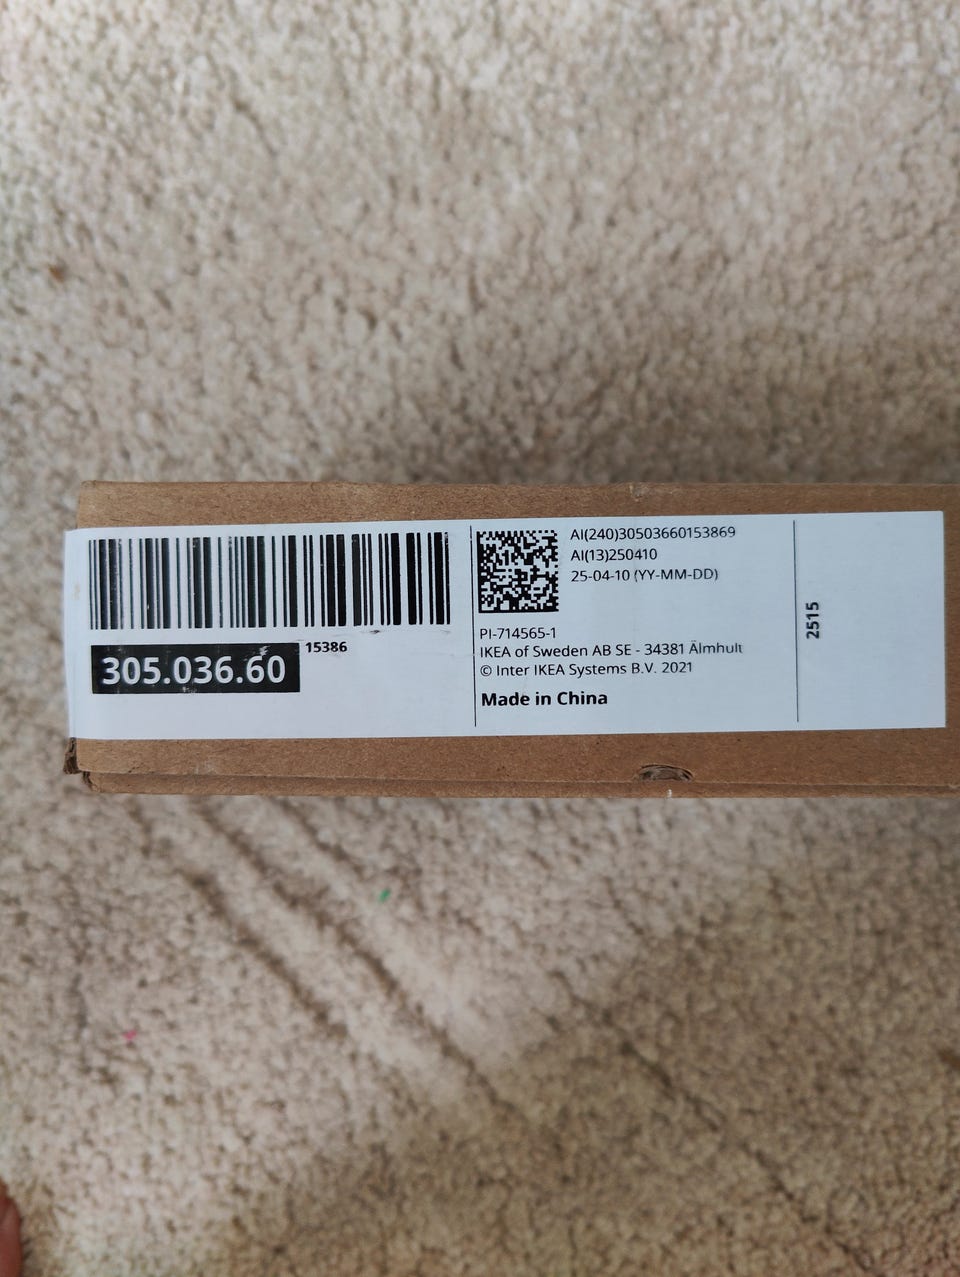 305.036.60
15386
AI(240)30503660153869
AI(13)250410
25-04-10 (YY-MM-DD)
PI-714565-1
IKEA of Sweden AB SE - 34381 Älmhult
© Inter IKEA Systems B.V. 2021
Made in China
2515